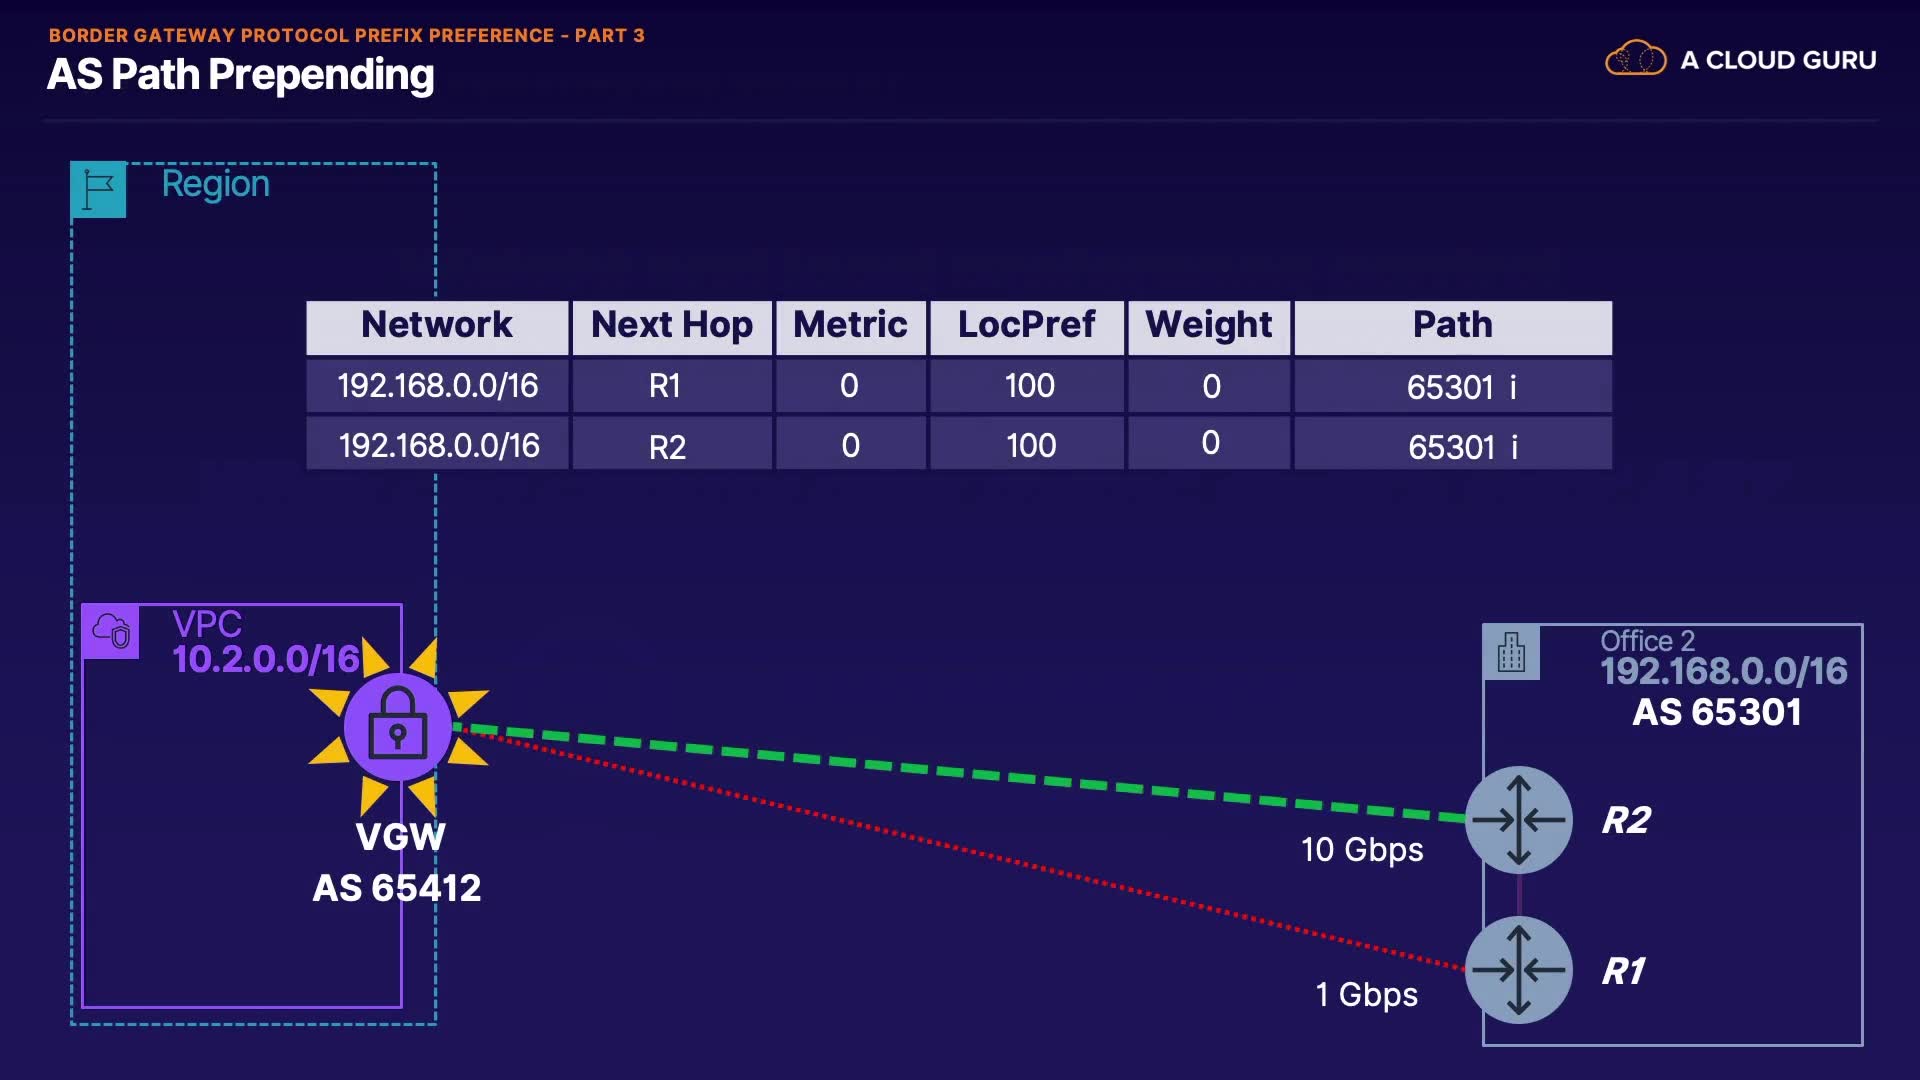 BORDER GATEWAY PROTOCOL PREFIX PREFERENCE - PART 3
AS Path Prepending
A CLOUD GURU
Region
Network Next Hop Metric LocPref Weight Path
192.168.0.0/16 R1 0 100 0 65301 i
192.168.0.0/16 R2 0 100 0 65301 i
VPC
10.2.0.0/16
VGW
AS 65412
Office 2
192.168.0.0/16
AS 65301
R2
10 Gbps
R1
1 Gbps